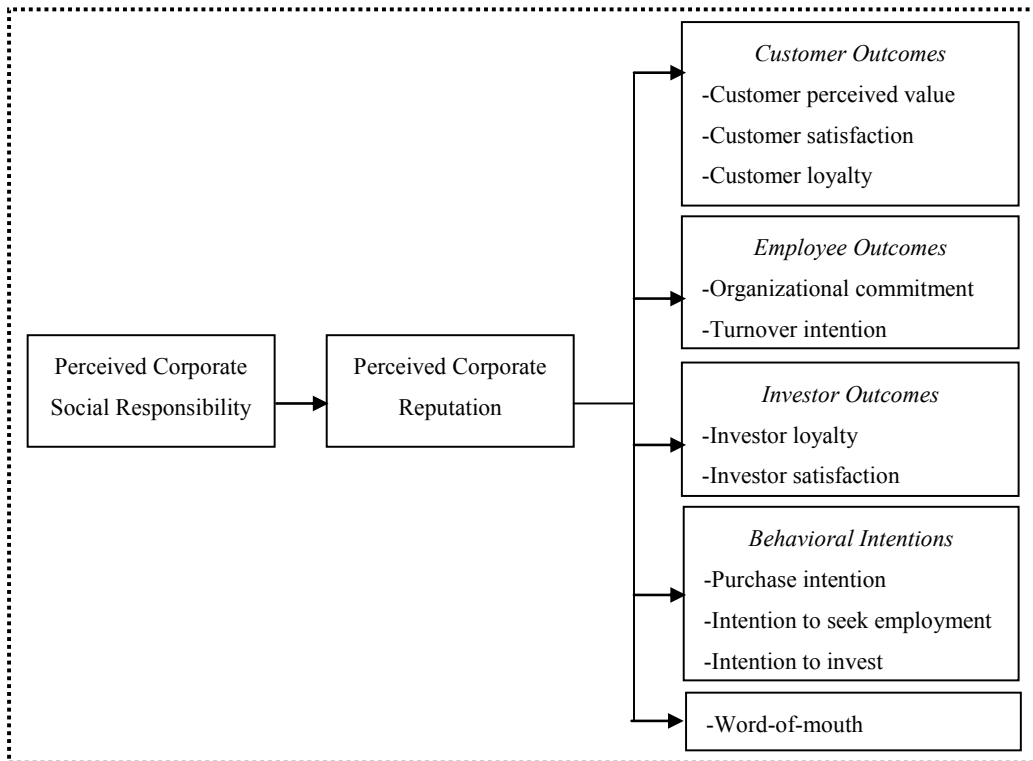 Perceived Corporate
Social Responsibility
Perceived Corporate
Reputation
Customer Outcomes
-Customer perceived value
-Customer satisfaction
-Customer loyalty
Employee Outcomes
-Organizational commitment
-Turnover intention
Investor Outcomes
-Investor loyalty
-Investor satisfaction
Behavioral Intentions
-Purchase intention
-Intention to seek employment
-Intention to invest
-Word-of-mouth